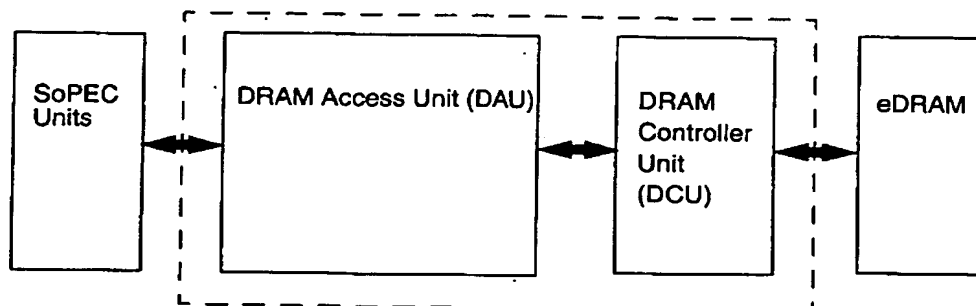 SoPEC
Units
DRAM Access Unit (DAU)
DRAM
Controller
Unit
(DCU)
eDRAM